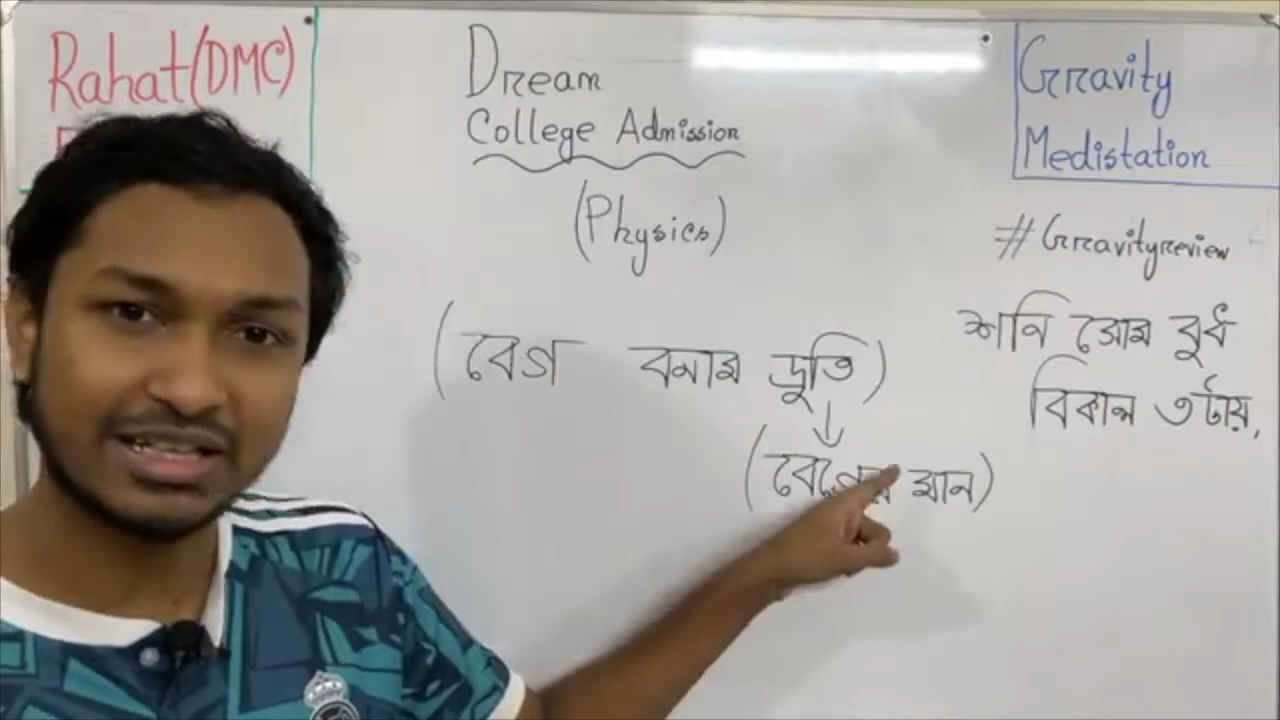 Rahat(DMC)
Dream
College Admission
(Physics)
Gravity
Medistation
#Gravityreview
(বেগ বনাম দ্রুতি)
(বেগের মান)
শনি সোম বুধ
বিকাল ৩টায়,